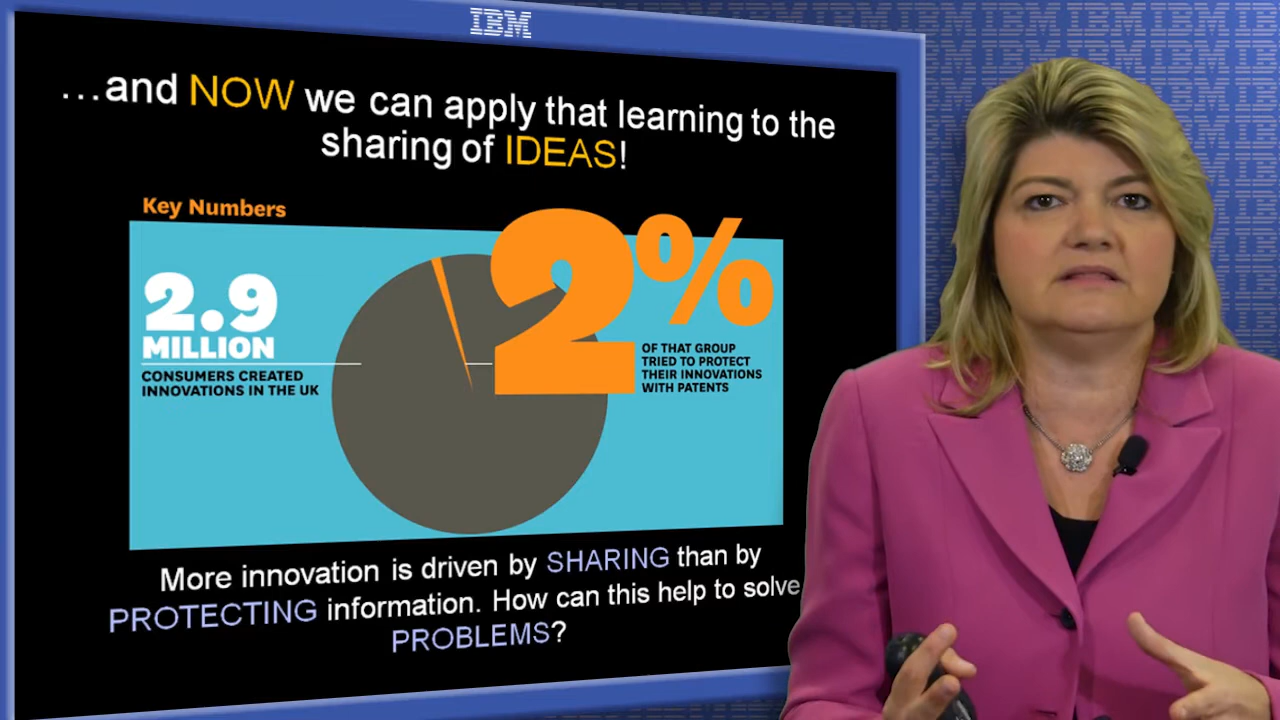 IBM
...and NOW we can apply that learning to the
sharing of IDEAS!
Key Numbers
2.9
MILLION
CONSUMERS CREATED
INNOVATIONS IN THE UK
2%
OF THAT GROUP
TRIED TO PROTECT
THEIR INNOVATIONS
WITH PATENTS
More innovation is driven by SHARING than by
PROTECTING information. How can this help to solve
PROBLEMS?